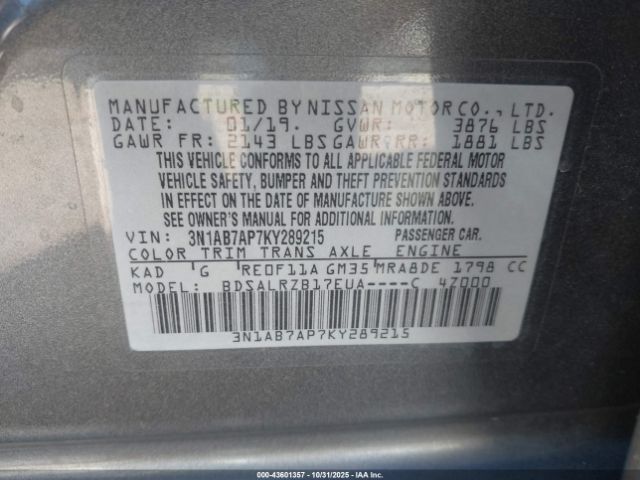 MANUFACTURED BY NISSAN MOTOR CO., LTD.
DATE: 01/19. GVWR: 3876 LBS
GAWR FR: 2143 LBS GAWR RR: 1881 LBS
THIS VEHICLE CONFORMS TO ALL APPLICABLE FEDERAL MOTOR
VEHICLE SAFETY, BUMPER AND THEFT PREVENTION STANDARDS
IN EFFECT ON THE DATE OF MANUFACTURE SHOWN ABOVE.
SEE OWNER'S MANUAL FOR ADDITIONAL INFORMATION.
VIN: 3N1AB7AP7KY289215 PASSENGER CAR.
COLOR TRIM TRANS AXLE ENGINE
KAD G RE0F11A GM35 MRA8DE 1798 CC
MODEL: BDSALRZB17EUA----C 4Z000
3N1AB7AP7KY289215
000-43601357 - 10/31/2025 - IAA Inc.